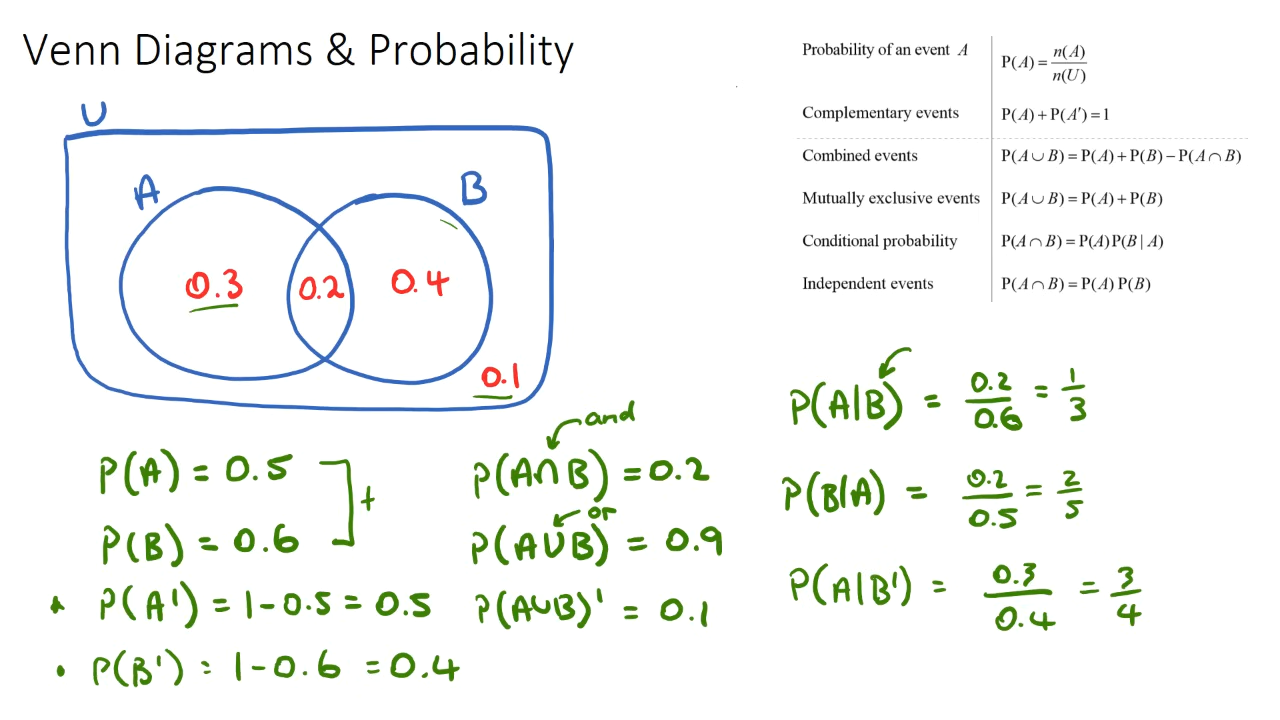 Venn Diagrams & Probability
U
A
B
0.3
0.2
0.4
0.1
Probability of an event A P(A) = n(A)/n(U)
Complementary events P(A) + P(A′) = 1
Combined events P(A ∪ B) = P(A) + P(B) − P(A ∩ B)
Mutually exclusive events P(A ∪ B) = P(A) + P(B)
Conditional probability P(A ∩ B) = P(A) P(B | A)
Independent events P(A ∩ B) = P(A) P(B)
P(A) = 0.5
P(B) = 0.6
+
* P(A') = 1-0.5 = 0.5
• P(B') = 1-0.6 = 0.4
and
P(A∩B) = 0.2
or
P(A∪B) = 0.9
P(A∪B)' = 0.1
P(A|B) = 0.2/0.6 = 1/3
P(B|A) = 0.2/0.5 = 2/5
P(A|B') = 0.3/0.4 = 3/4